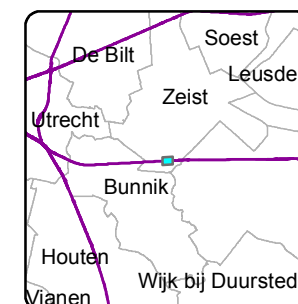 Soest
De Bilt
Leusde
Zeist
Utrecht
Bunnik
Houten
Wijk bij Duursted
Vianen